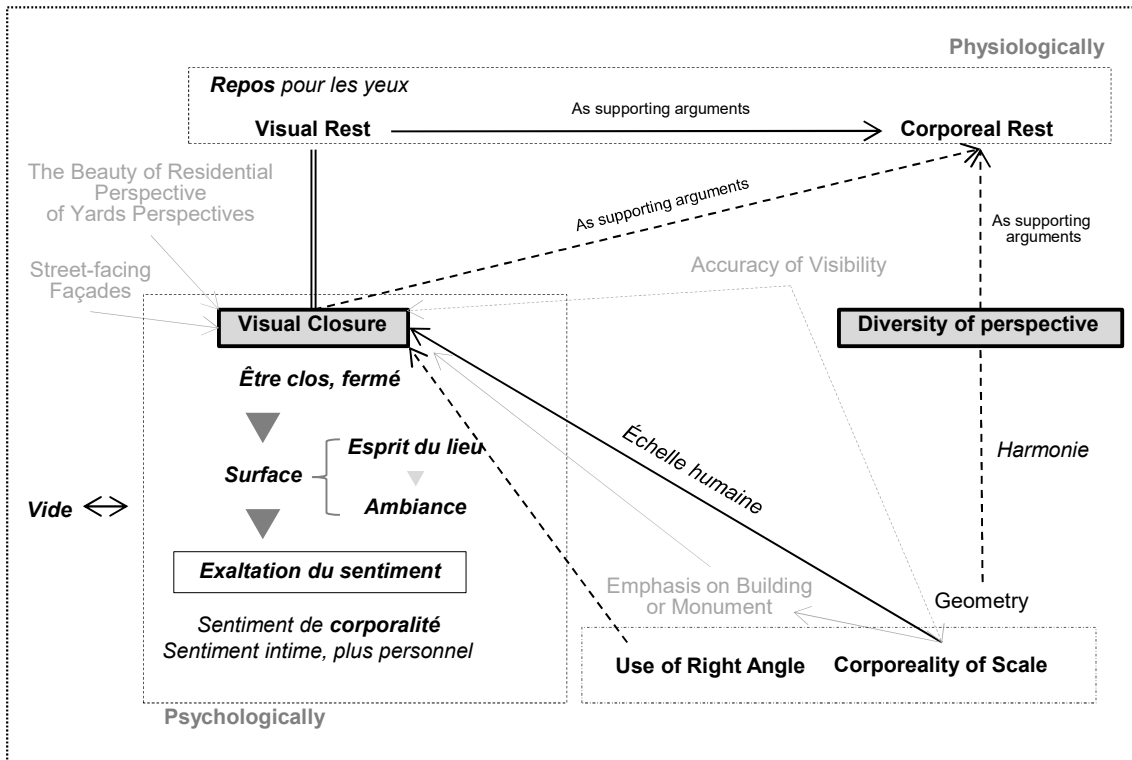 Physiologically
Repos pour les yeux
As supporting arguments
Visual Rest
Corporeal Rest
The Beauty of Residential
Perspective
of Yards Perspectives
As supporting arguments
As supporting
arguments
Street-facing
Façades
Accuracy of Visibility
Visual Closure
Diversity of perspective
Être clos, fermé
Échelle humaine
Esprit du lieu
Harmonie
Surface
Vide
Ambiance
Exaltation du sentiment
Emphasis on Building
or Monument
Geometry
Sentiment de corporalité
Sentiment intime, plus personnel
Use of Right Angle
Corporeality of Scale
Psychologically